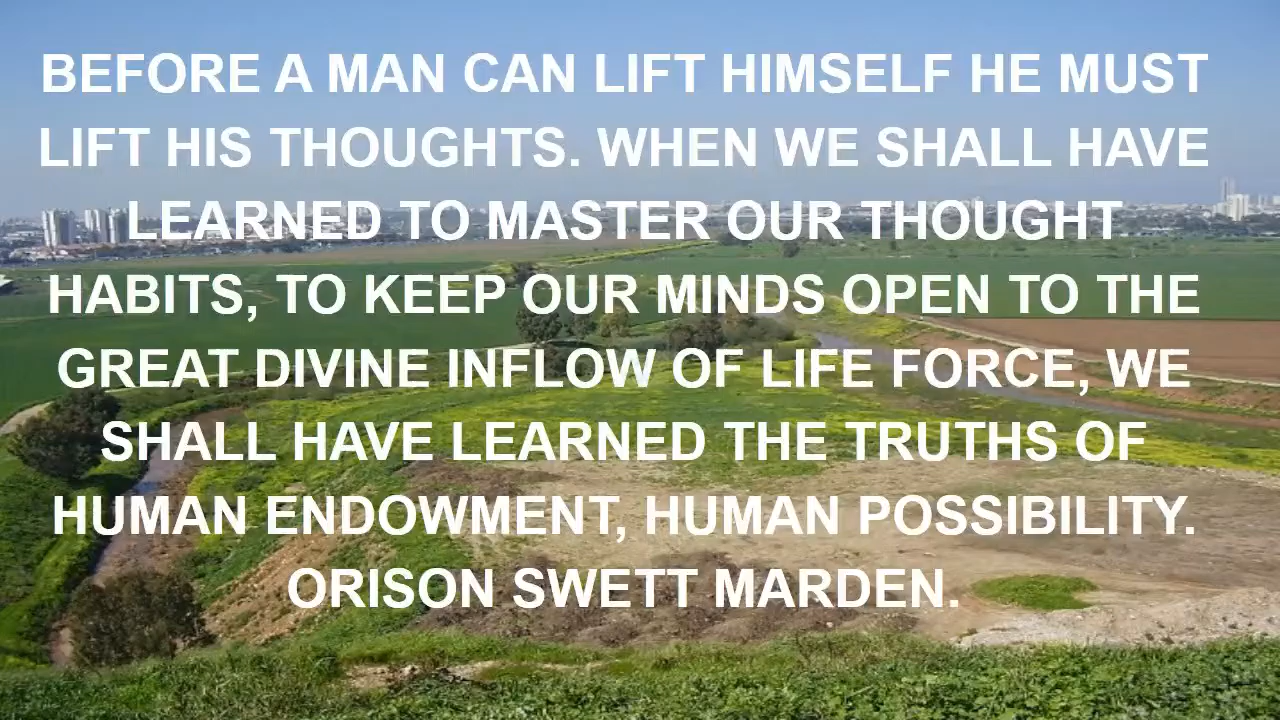 BEFORE A MAN CAN LIFT HIMSELF HE MUST
LIFT HIS THOUGHTS. WHEN WE SHALL HAVE
LEARNED TO MASTER OUR THOUGHT
HABITS, TO KEEP OUR MINDS OPEN TO THE
GREAT DIVINE INFLOW OF LIFE FORCE, WE
SHALL HAVE LEARNED THE TRUTHS OF
HUMAN ENDOWMENT, HUMAN POSSIBILITY.
ORISON SWETT MARDEN.